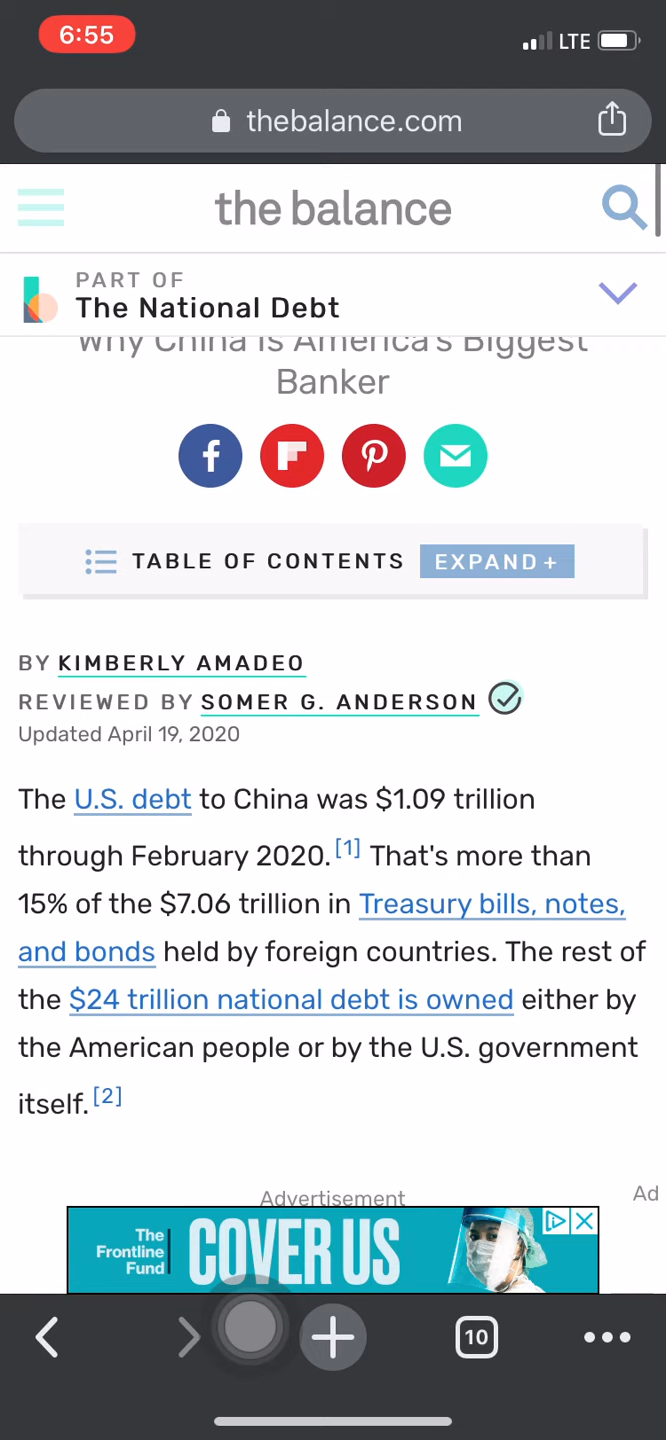 6:55
LTE
thebalance.com
the balance
PART OF
The National Debt
Why China Is America's Biggest
Banker
TABLE OF CONTENTS EXPAND +
BY KIMBERLY AMADEO
REVIEWED BY SOMER G. ANDERSON
Updated April 19, 2020
The U.S. debt to China was $1.09 trillion
through February 2020. [1] That's more than
15% of the $7.06 trillion in Treasury bills, notes,
and bonds held by foreign countries. The rest of
the $24 trillion national debt is owned either by
the American people or by the U.S. government
itself. [2]
Advertisement
Ad
The
Frontline
Fund
COVER US
10